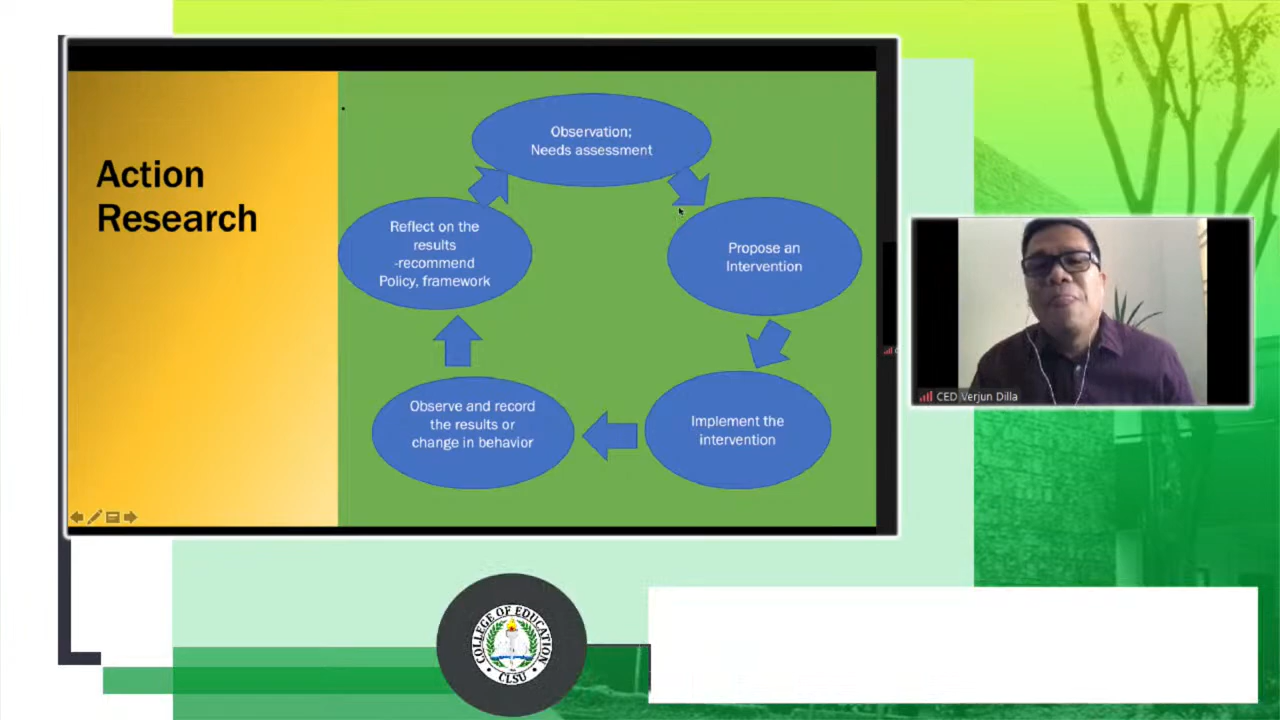 Action
Research
Observation;
Needs assessment
Propose an
Intervention
Implement the
intervention
Observe and record
the results or
change in behavior
Reflect on the
results
-recommend
Policy, framework
CED Verjun Dilla
COLLEGE OF EDUCATION
CLSU